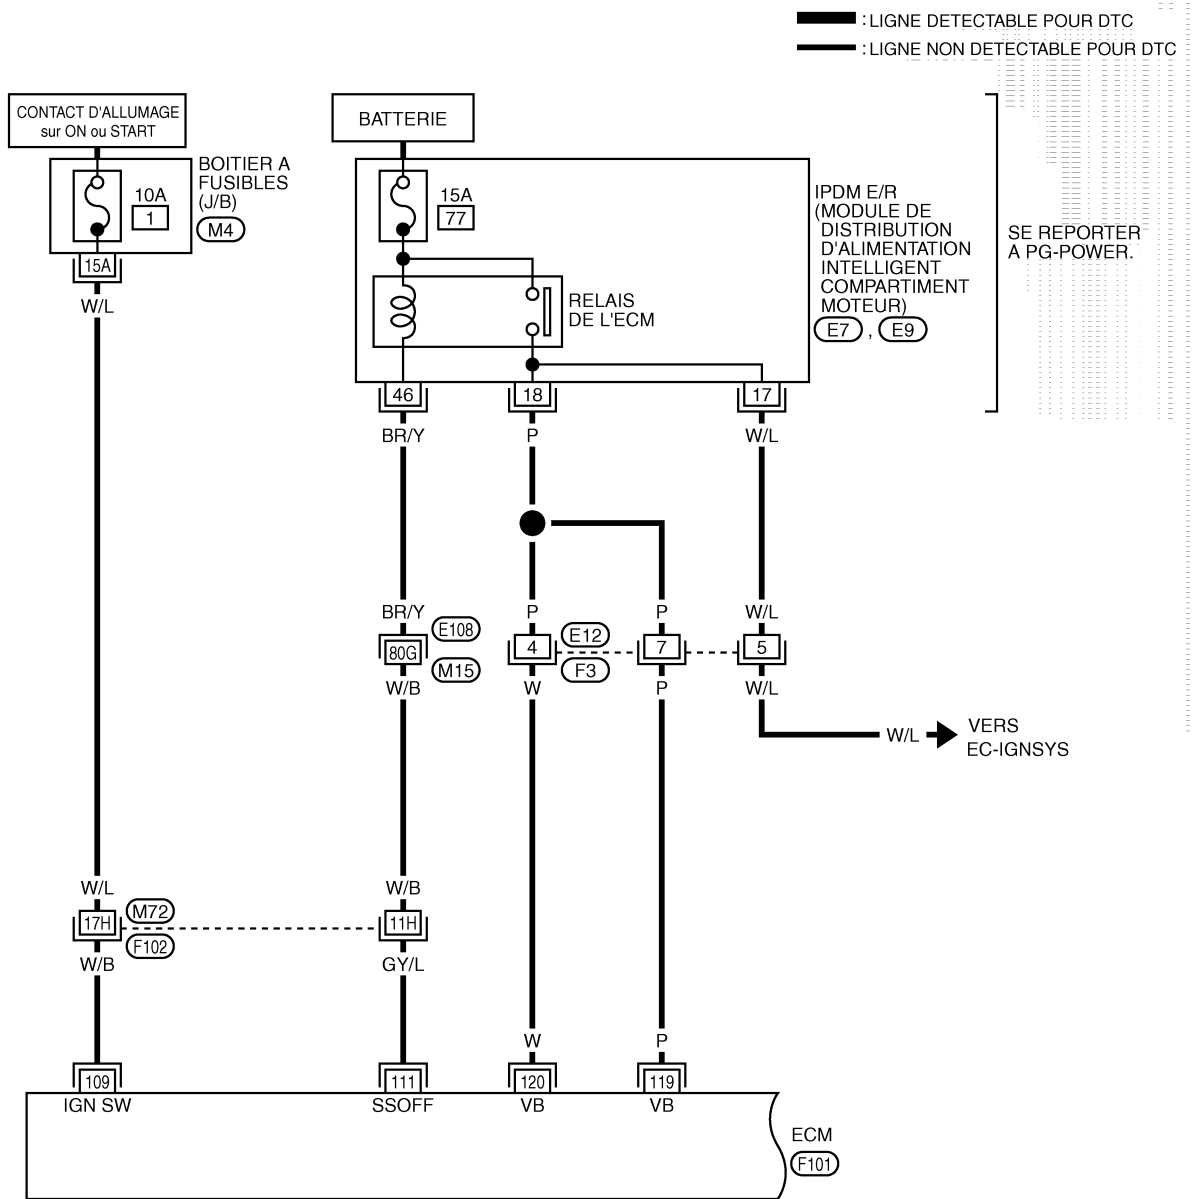 : LIGNE DETECTABLE POUR DTC
: LIGNE NON DETECTABLE POUR DTC
CONTACT D'ALLUMAGE
sur ON ou START
BATTERIE
BOITIER A
FUSIBLES
(J/B)
M4
10A
1
15A
77
IPDM E/R
(MODULE DE
DISTRIBUTION
D'ALIMENTATION
INTELLIGENT
COMPARTIMENT
MOTEUR)
E7 , E9
SE REPORTER
A PG-POWER.
RELAIS
DE L'ECM
15A
W/L
46
18
17
BR/Y
P
W/L
BR/Y
P
P
W/L
80G
E108
M15
4
E12
F3
7
5
W/B
W
P
W/L
W/L
VERS
EC-IGNSYS
W/L
W/B
17H
M72
F102
11H
W/B
GY/L
W
P
109
111
120
119
IGN SW
SSOFF
VB
VB
ECM
F101